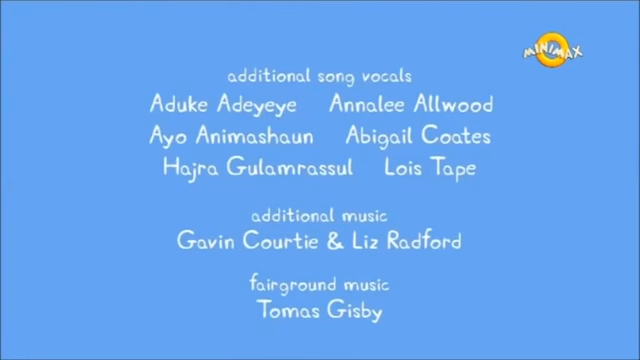 MINIMAX
additional song vocals
Aduke Adeyeye Annalee Allwood
Ayo Animashaun Abigail Coates
Hajra Gulamrassul Lois Tape
additional music
Gavin Courtie & Liz Radford
fairground music
Tomas Gisby